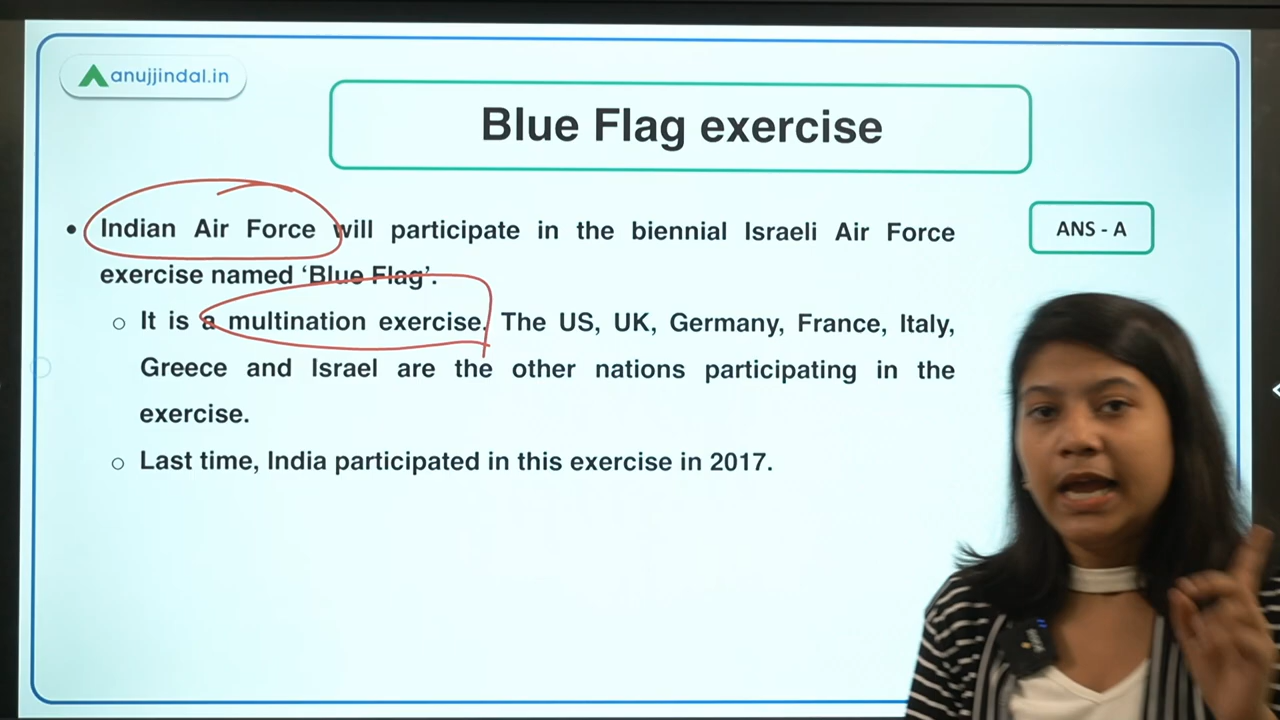 anujjindal.in
Blue Flag exercise
• Indian Air Force will participate in the biennial Israeli Air Force
exercise named ‘Blue Flag’.
ANS - A
○ It is a multination exercise. The US, UK, Germany, France, Italy,
Greece and Israel are the other nations participating in the
exercise.
○ Last time, India participated in this exercise in 2017.